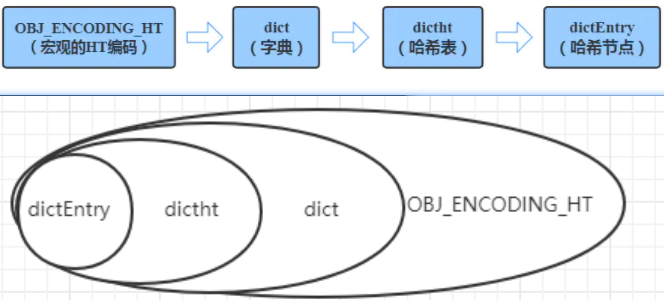 OBJ_ENCODING_HT
（宏观的HT编码）
dict
（字典）
dictht
（哈希表）
dictEntry
（哈希节点）
dictEntry
dictht
dict
OBJ_ENCODING_HT